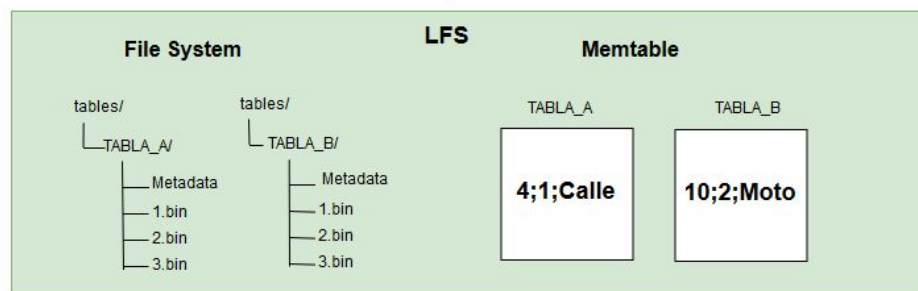 LFS
File System
Memtable
tables/
TABLA_A/
Metadata
1.bin
2.bin
3.bin
tables/
TABLA_B/
Metadata
1.bin
2.bin
3.bin
TABLA_A
4;1;Calle
TABLA_B
10;2;Moto